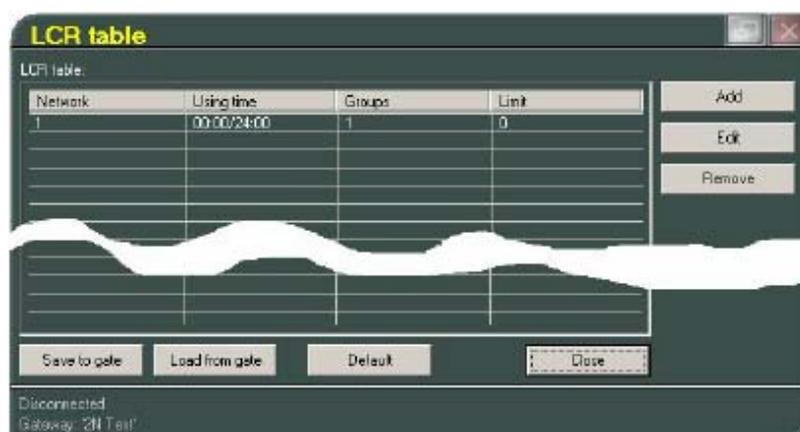 LCR table
LCR table:
Network Using time Groups Limit
1 00:00/24:00 1 0
Add
Edit
Remove
Save to gate Load from gate Default Close
Disconnected
Gateway: '2N Test'